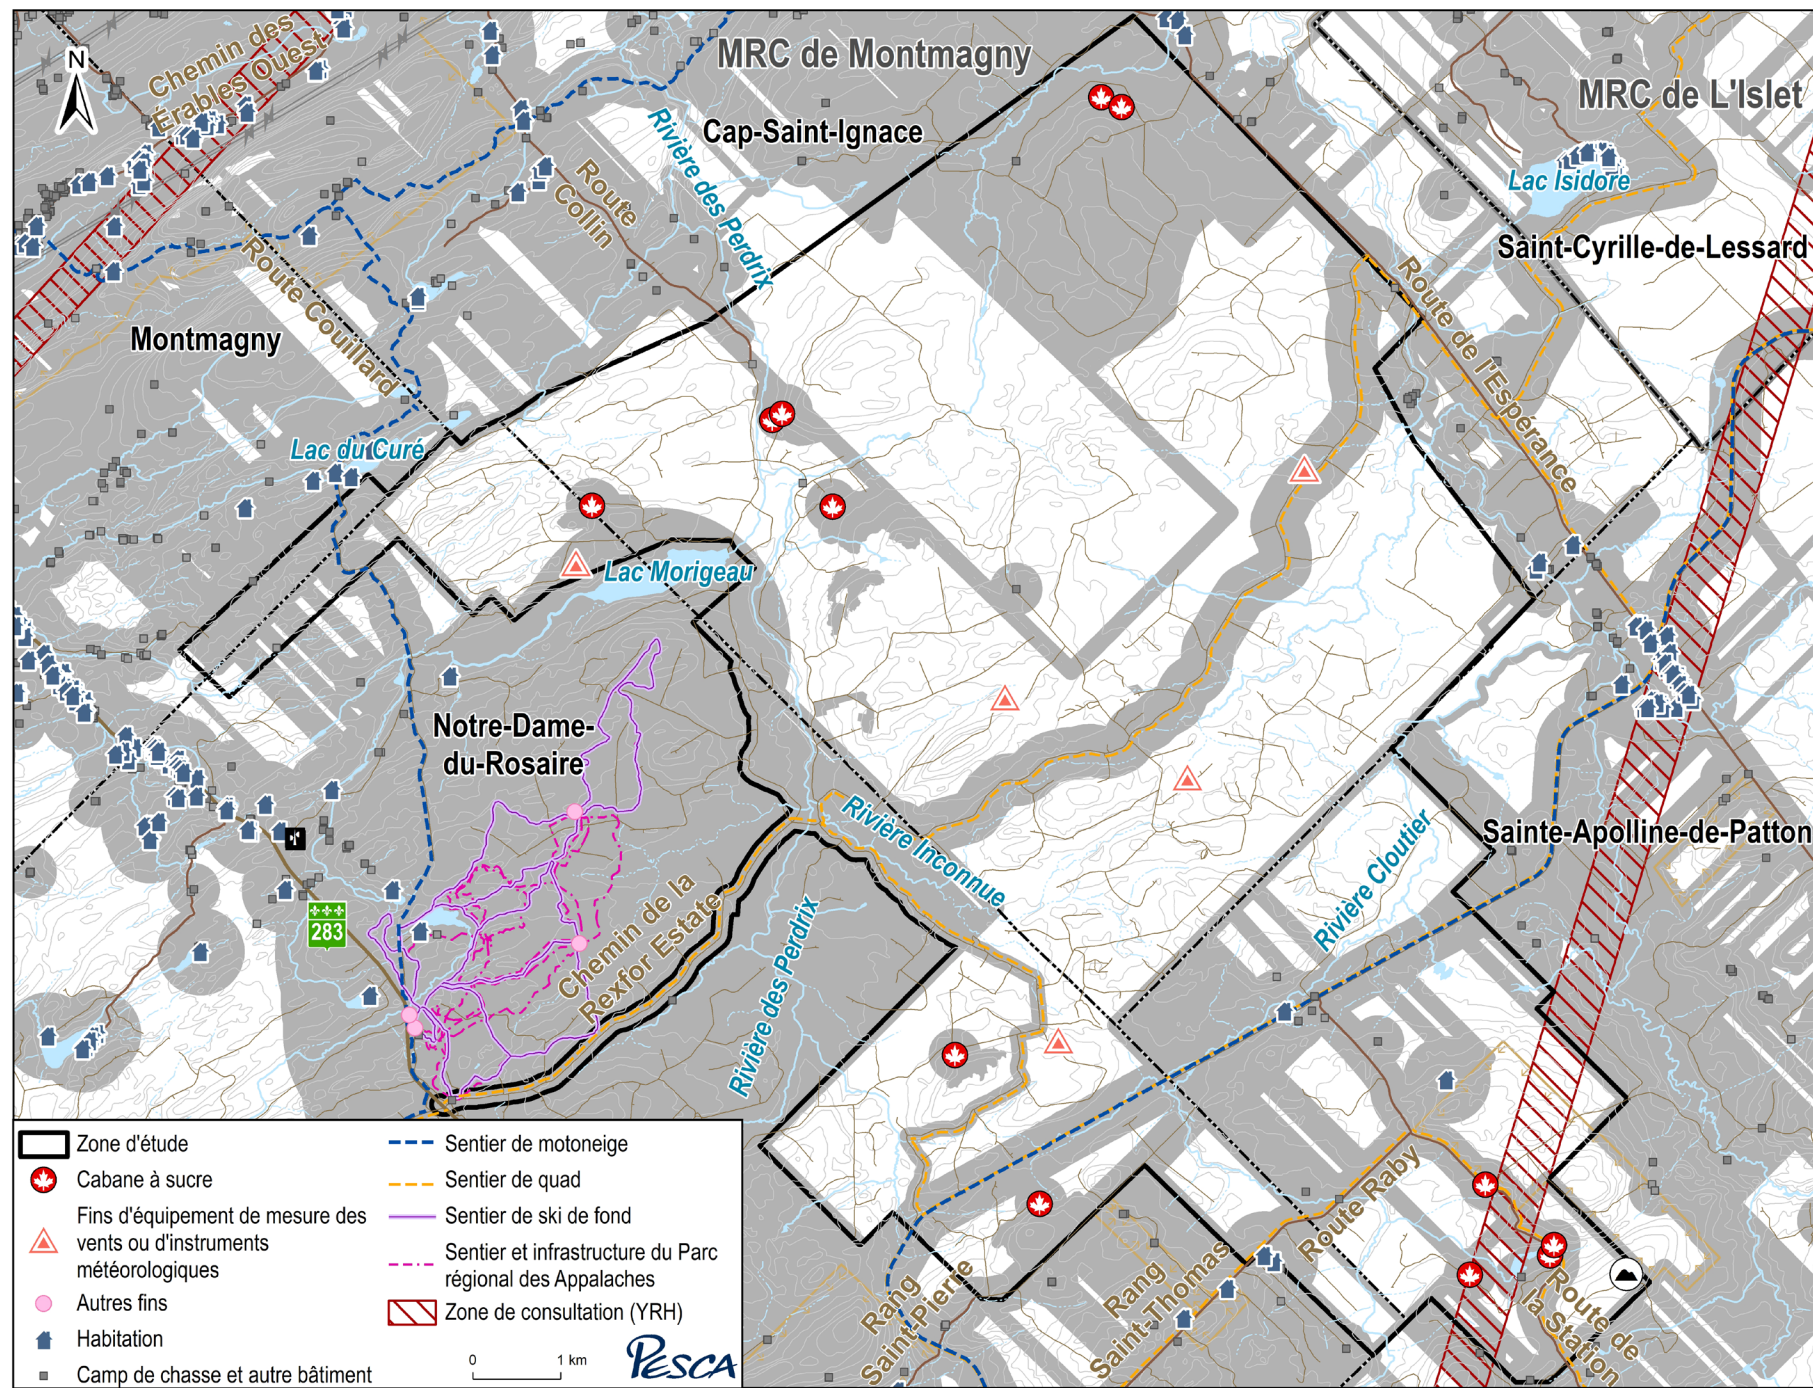 MRC de Montmagny
Chemin des
Érables Ouest
N
MRC de L'Islet
Cap-Saint-Ignace
Rivière des Perdrix
Route
Collin
Lac Isidore
Saint-Cyrille-de-Lessard
Route Couillard
Montmagny
Route de l'Espérance
Lac du Curé
Lac Morigeau
Notre-Dame-
du-Rosaire
Rivière Inconnue
Rivière Cloutier
Sainte-Apolline-de-Patton
283
Chemin de la
Rexfor Estate
Rivière des Perdrix
Route Raby
Rang
Saint-Pierre
Rang
Saint-Thomas
Route de
la Station
Zone d'étude
Cabane à sucre
Fins d'équipement de mesure des
vents ou d'instruments
météorologiques
Autres fins
Habitation
Camp de chasse et autre bâtiment
Sentier de motoneige
Sentier de quad
Sentier de ski de fond
Sentier et infrastructure du Parc
régional des Appalaches
Zone de consultation (YRH)
0 1 km
PESCA